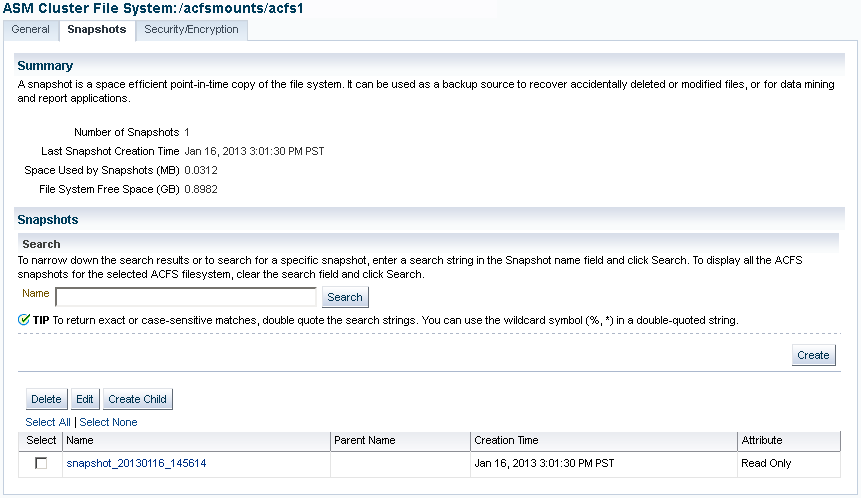 ASM Cluster File System:/acfsmounts/acfs1
General Snapshots Security/Encryption
Summary
A snapshot is a space efficient point-in-time copy of the file system. It can be used as a backup source to recover accidentally deleted or modified files, or for data mining
and report applications.
Number of Snapshots 1
Last Snapshot Creation Time Jan 16, 2013 3:01:30 PM PST
Space Used by Snapshots (MB) 0.0312
File System Free Space (GB) 0.8982
Snapshots
Search
To narrow down the search results or to search for a specific snapshot, enter a search string in the Snapshot name field and click Search. To display all the ACFS
snapshots for the selected ACFS filesystem, clear the search field and click Search.
Name Search
TIP To return exact or case-sensitive matches, double quote the search strings. You can use the wildcard symbol (%, *) in a double-quoted string.
Create
Delete Edit Create Child
Select All | Select None
Select Name Parent Name Creation Time Attribute
snapshot_20130116_145614 Jan 16, 2013 3:01:30 PM PST Read Only